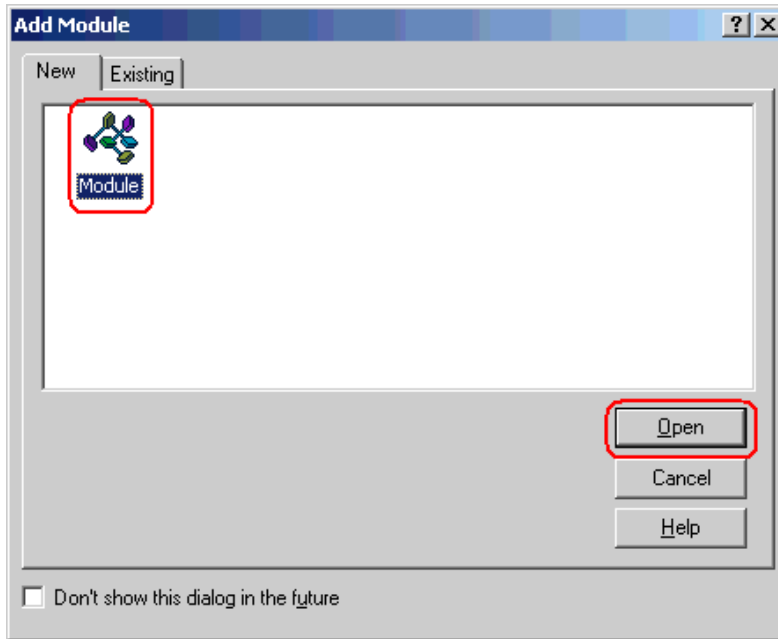 Add Module
New Existing
Module
Open
Cancel
Help
Don't show this dialog in the future